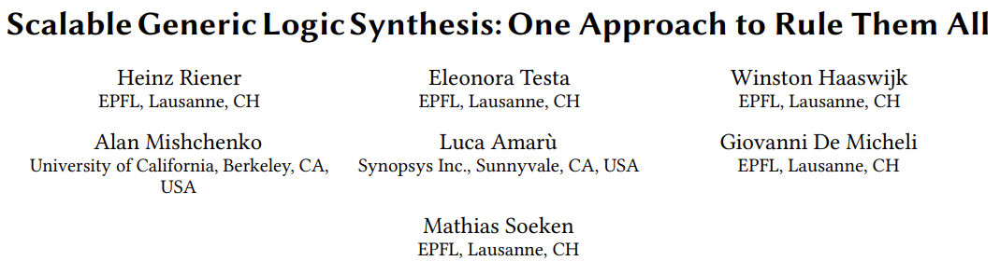 Scalable Generic Logic Synthesis: One Approach to Rule Them All
Heinz Riener
EPFL, Lausanne, CH
Eleonora Testa
EPFL, Lausanne, CH
Winston Haaswijk
EPFL, Lausanne, CH
Alan Mishchenko
University of California, Berkeley, CA,
USA
Luca Amarù
Synopsys Inc., Sunnyvale, CA, USA
Giovanni De Micheli
EPFL, Lausanne, CH
Mathias Soeken
EPFL, Lausanne, CH